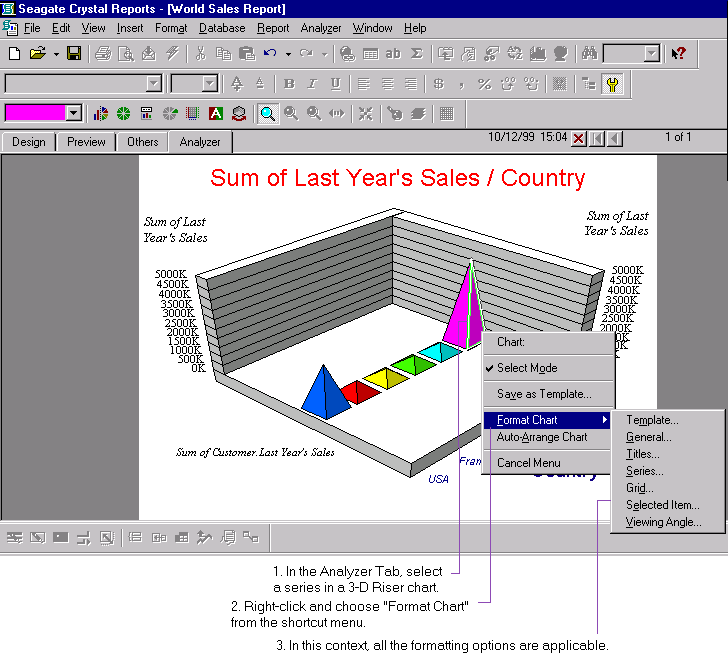 Seagate Crystal Reports - [World Sales Report]
File Edit View Insert Format Database Report Analyzer Window Help
ab Σ
B I U $ , %
A
Design Preview Others Analyzer 10/12/99 15:04 1 of 1
Sum of Last Year's Sales / Country
Sum of Last
Year's Sales
Sum of Last
Year's Sales
5000K
4500K
4000K
3500K
3000K
2500K
2000K
1500K
1000K
500K
0K
5000K
4500K
4000K
3500K
3000K
2500K
2000K
Chart:
Select Mode
Save as Template...
Format Chart
Auto-Arrange Chart
Cancel Menu
Template...
General...
Titles...
Series...
Grid...
Selected Item...
Viewing Angle...
Sum of Customer.Last Year's Sales
Fran
USA
Country
1. In the Analyzer Tab, select
a series in a 3-D Riser chart.
2. Right-click and choose "Format Chart"
from the shortcut menu.
3. In this context, all the formatting options are applicable.